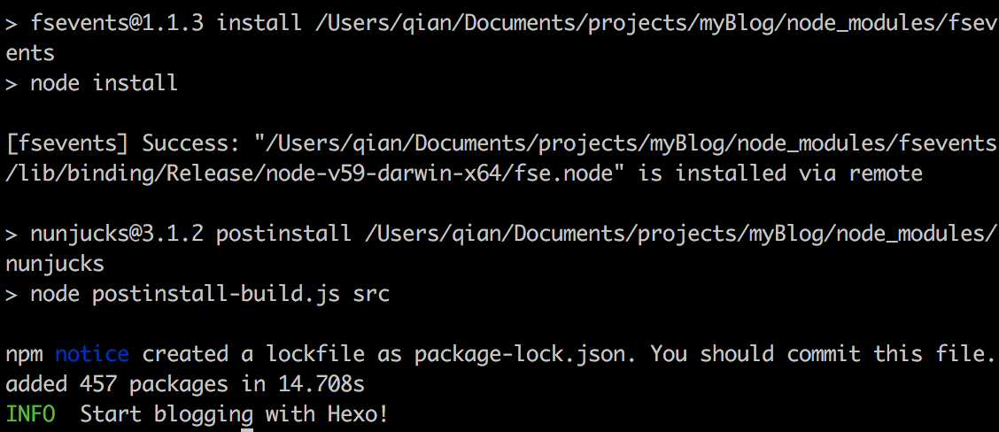 > fsevents@1.1.3 install /Users/qian/Documents/projects/myBlog/node_modules/fsev
ents
> node install
[fsevents] Success: "/Users/qian/Documents/projects/myBlog/node_modules/fsevents
/lib/binding/Release/node-v59-darwin-x64/fse.node" is installed via remote
> nunjucks@3.1.2 postinstall /Users/qian/Documents/projects/myBlog/node_modules/
nunjucks
> node postinstall-build.js src
npm notice created a lockfile as package-lock.json. You should commit this file.
added 457 packages in 14.708s
INFO  Start blogging with Hexo!